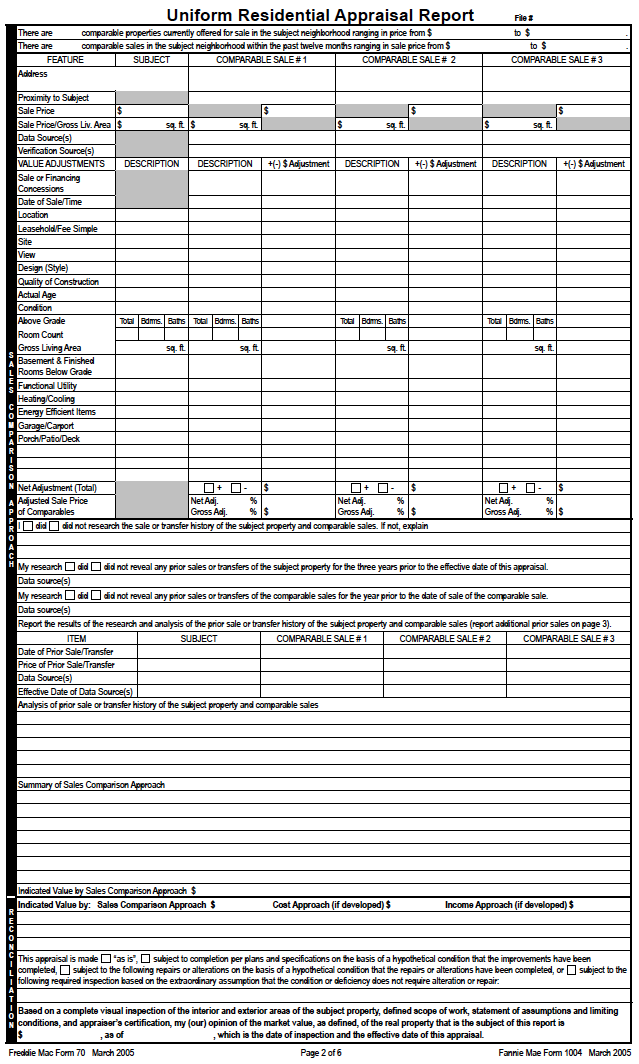 Uniform Residential Appraisal Report File #
There are comparable properties currently offered for sale in the subject neighborhood ranging in price from $ to $ .
There are comparable sales in the subject neighborhood within the past twelve months ranging in sale price from $ to $ .
FEATURE SUBJECT COMPARABLE SALE # 1 COMPARABLE SALE # 2 COMPARABLE SALE # 3
Address
Proximity to Subject
Sale Price $ $ $ $
Sale Price/Gross Liv. Area $ sq. ft. $ sq. ft. $ sq. ft. $ sq. ft.
Data Source(s)
Verification Source(s)
VALUE ADJUSTMENTS DESCRIPTION DESCRIPTION +(-) $ Adjustment DESCRIPTION +(-) $ Adjustment DESCRIPTION +(-) $ Adjustment
Sale or Financing
Concessions
Date of Sale/Time
Location
Leasehold/Fee Simple
Site
View
Design (Style)
Quality of Construction
Actual Age
Condition
Above Grade Total Bdrms. Baths Total Bdrms. Baths Total Bdrms. Baths Total Bdrms. Baths
Room Count
Gross Living Area sq. ft. sq. ft. sq. ft. sq. ft.
Basement & Finished
Rooms Below Grade
Functional Utility
Heating/Cooling
Energy Efficient Items
Garage/Carport
Porch/Patio/Deck
Net Adjustment (Total) + - $ + - $ + - $
Adjusted Sale Price Net Adj. % Net Adj. % Net Adj. %
of Comparables Gross Adj. % $ Gross Adj. % $ Gross Adj. % $
SALES COMPARISON APPROACH
I did did not research the sale or transfer history of the subject property and comparable sales. If not, explain
My research did did not reveal any prior sales or transfers of the subject property for the three years prior to the effective date of this appraisal.
Data source(s)
My research did did not reveal any prior sales or transfers of the comparable sales for the year prior to the date of sale of the comparable sale.
Data source(s)
Report the results of the research and analysis of the prior sale or transfer history of the subject property and comparable sales (report additional prior sales on page 3).
ITEM SUBJECT COMPARABLE SALE # 1 COMPARABLE SALE # 2 COMPARABLE SALE # 3
Date of Prior Sale/Transfer
Price of Prior Sale/Transfer
Data Source(s)
Effective Date of Data Source(s)
Analysis of prior sale or transfer history of the subject property and comparable sales
Summary of Sales Comparison Approach
Indicated Value by Sales Comparison Approach $
Indicated Value by: Sales Comparison Approach $ Cost Approach (if developed) $ Income Approach (if developed) $
RECONCILIATION
This appraisal is made "as is", subject to completion per plans and specifications on the basis of a hypothetical condition that the improvements have been
completed, subject to the following repairs or alterations on the basis of a hypothetical condition that the repairs or alterations have been completed, or subject to the
following required inspection based on the extraordinary assumption that the condition or deficiency does not require alteration or repair:
Based on a complete visual inspection of the interior and exterior areas of the subject property, defined scope of work, statement of assumptions and limiting
conditions, and appraiser's certification, my (our) opinion of the market value, as defined, of the real property that is the subject of this report is
$ , as of , which is the date of inspection and the effective date of this appraisal.
Freddie Mac Form 70 March 2005 Page 2 of 6 Fannie Mae Form 1004 March 2005